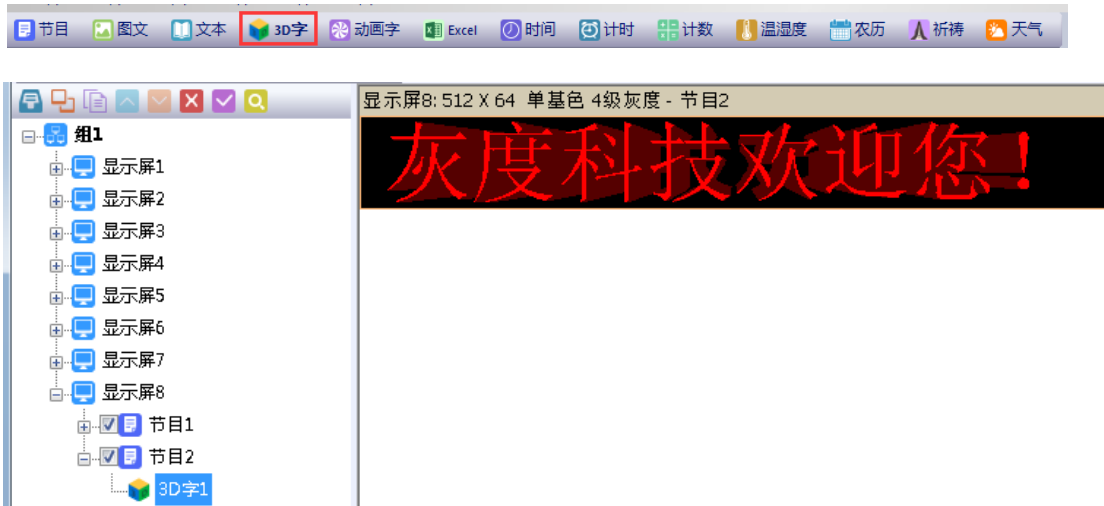 节目 图文 文本 3D字 动画字 Excel 时间 计时 计数 温湿度 农历 祈祷 天气
显示屏8: 512 X 64 单基色 4级灰度 - 节目2
灰度科技欢迎您!
组1
显示屏1
显示屏2
显示屏3
显示屏4
显示屏5
显示屏6
显示屏7
显示屏8
节目1
节目2
3D字1